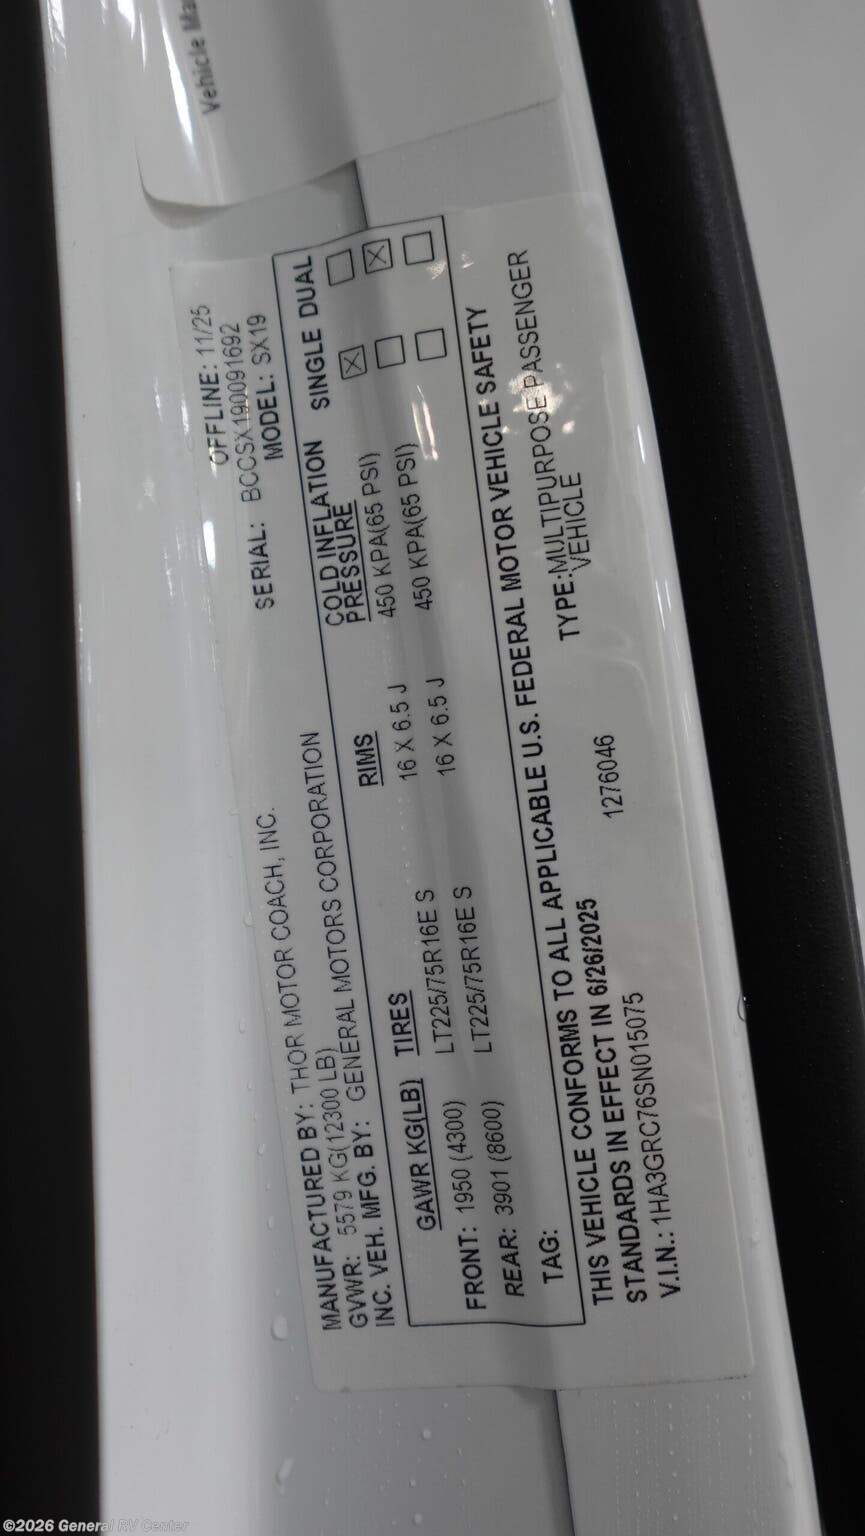 Vehicle Ma
OFFLINE: 11/25
SERIAL: BCCSX190091692
MODEL: SX19
MANUFACTURED BY: THOR MOTOR COACH, INC.
GVWR: 5579 KG(12300 LB)
INC. VEH. MFG. BY: GENERAL MOTORS CORPORATION
GAWR KG(LB) TIRES RIMS COLD INFLATION PRESSURE SINGLE DUAL
FRONT: 1950 (4300) LT225/75R16E S 16 X 6.5 J 450 KPA(65 PSI) ☒ ☐
REAR: 3901 (8600) LT225/75R16E S 16 X 6.5 J 450 KPA(65 PSI) ☐ ☒
TAG: ☐ ☐
THIS VEHICLE CONFORMS TO ALL APPLICABLE U.S. FEDERAL MOTOR VEHICLE SAFETY
STANDARDS IN EFFECT IN 6/26/2025 TYPE:MULTIPURPOSE PASSENGER
VEHICLE
V.I.N.: 1HA3GRC76SN015075 1276046
©2026 General RV Center